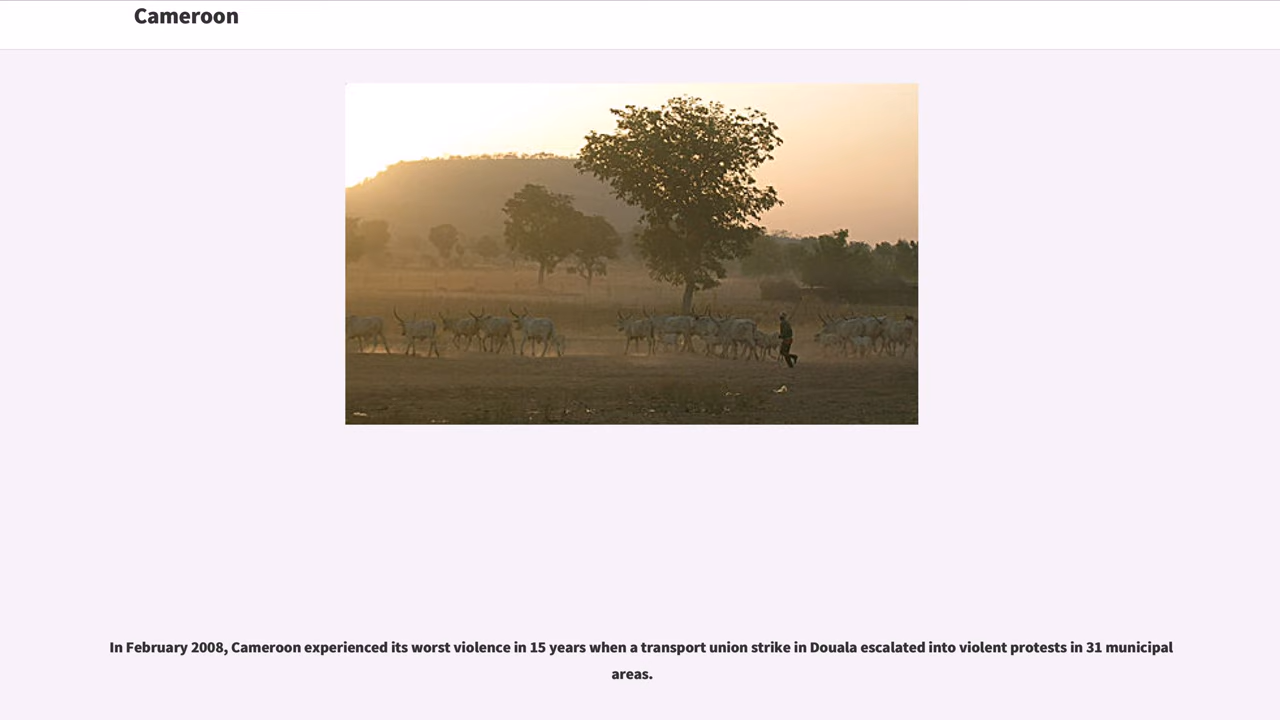 Cameroon
In February 2008, Cameroon experienced its worst violence in 15 years when a transport union strike in Douala escalated into violent protests in 31 municipal
areas.